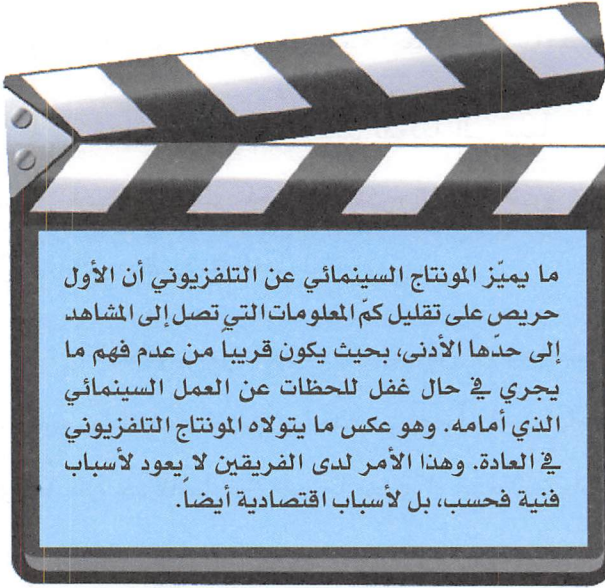 ما يميّز المونتاج السينمائي عن التلفزيوني أن الأول
حريص على تقليل كمّ المعلومات التي تصل إلى المشاهد
إلى حدّها الأدنى، بحيث يكون قريباً من عدم فهم ما
يجري في حال غفل للحظات عن العمل السينمائي
الذي أمامه. وهو عكس ما يتولاه المونتاج التلفزيوني
في العادة. وهذا الأمر لدى الفريقين لا يعود لأسباب
فنية فحسب، بل لأسباب اقتصادية أيضاً.